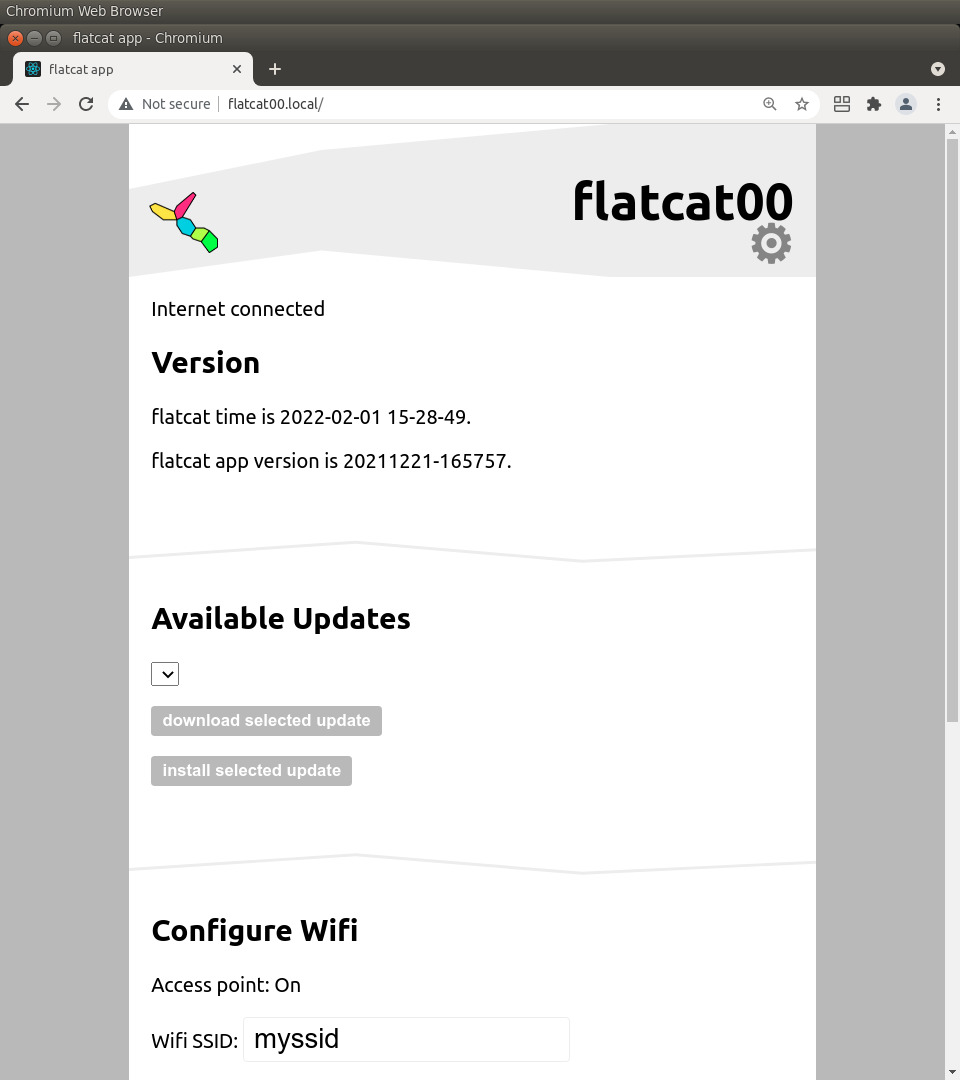 Chromium Web Browser
flatcat app - Chromium
flatcat app
Not secure flatcat00.local/
flatcat00
Internet connected
Version
flatcat time is 2022-02-01 15-28-49.
flatcat app version is 20211221-165757.
Available Updates
download selected update
install selected update
Configure Wifi
Access point: On
Wifi SSID: myssid